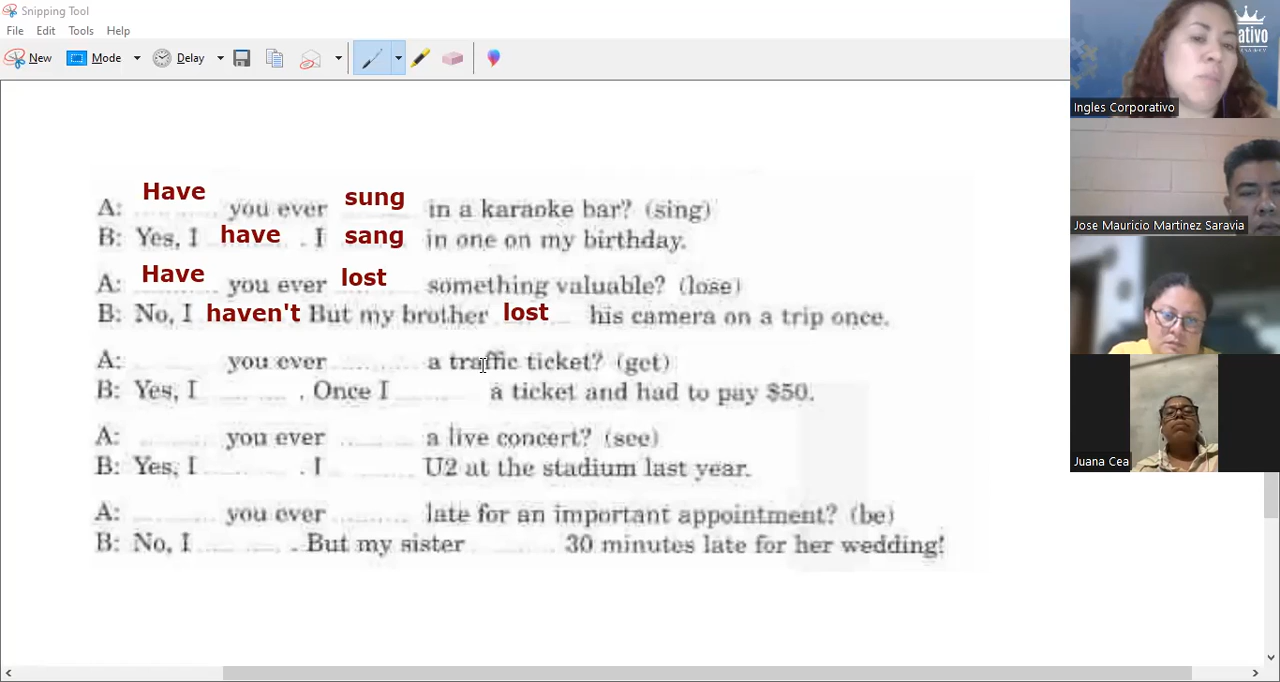 Snipping Tool
File Edit Tools Help
New Mode Delay
ativo
Ingles Corporativo
Jose Mauricio Martinez Saravia
Juana Cea
A: Have you ever sung in a karaoke bar? (sing)
B: Yes, I have . I sang in one on my birthday.
A: Have you ever lost something valuable? (lose)
B: No, I haven't But my brother lost his camera on a trip once.
A: you ever a traffic ticket? (get)
B: Yes, I . Once I a ticket and had to pay $50.
A: you ever a live concert? (see)
B: Yes, I . I U2 at the stadium last year.
A: you ever late for an important appointment? (be)
B: No, I . But my sister 30 minutes late for her wedding!